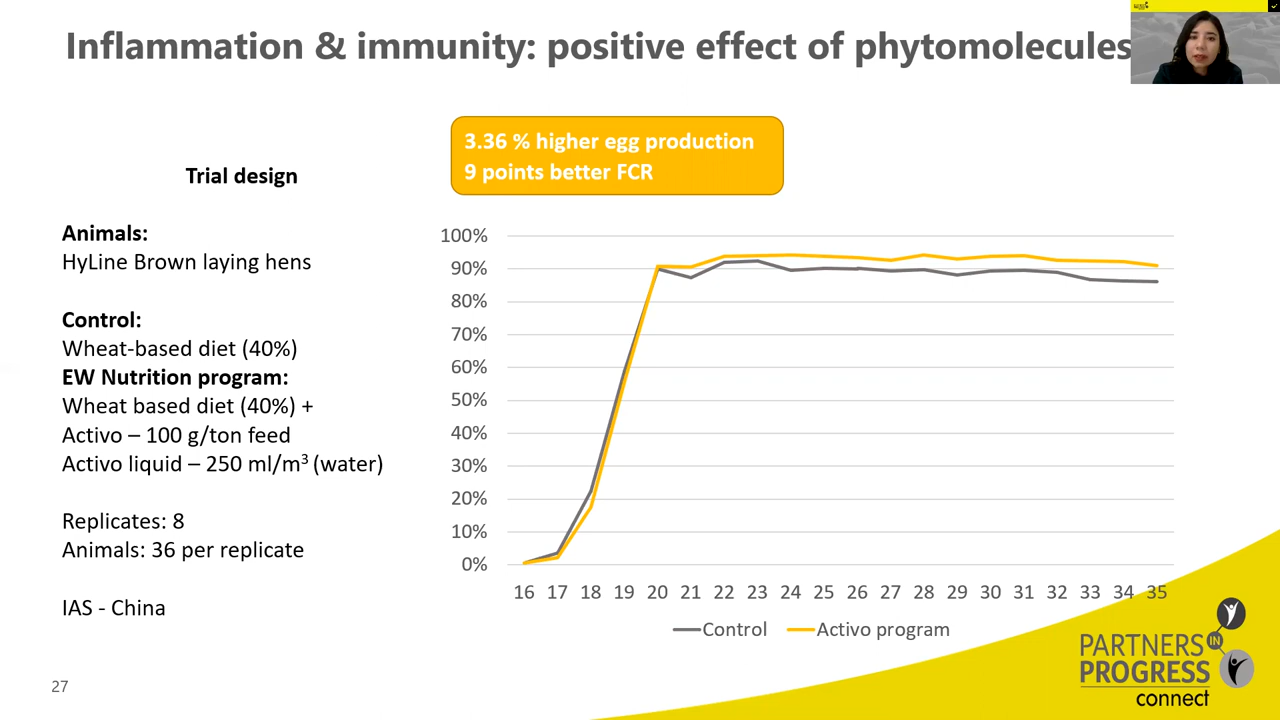 Inflammation & immunity: positive effect of phytomolecules
3.36 % higher egg production
9 points better FCR
Trial design
Animals:
HyLine Brown laying hens
Control:
Wheat-based diet (40%)
EW Nutrition program:
Wheat based diet (40%) +
Activo – 100 g/ton feed
Activo liquid – 250 ml/m³ (water)
Replicates: 8
Animals: 36 per replicate
IAS - China
100%
90%
80%
70%
60%
50%
40%
30%
20%
10%
0%
16 17 18 19 20 21 22 23 24 25 26 27 28 29 30 31 32 33 34 35
Control Activo program
PARTNERS IN
PROGRESS
connect
27